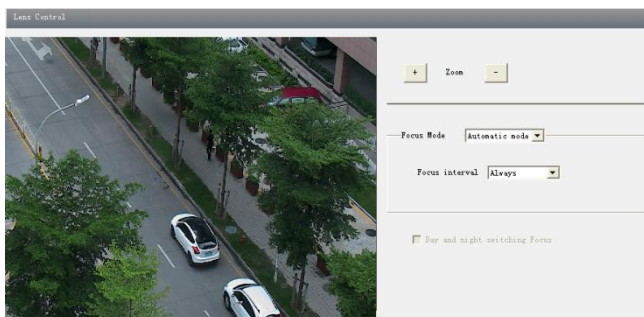 Lens Control
+ Zoom -
Focus Mode Automatic mode
Focus interval Always
Day and night switching Focus